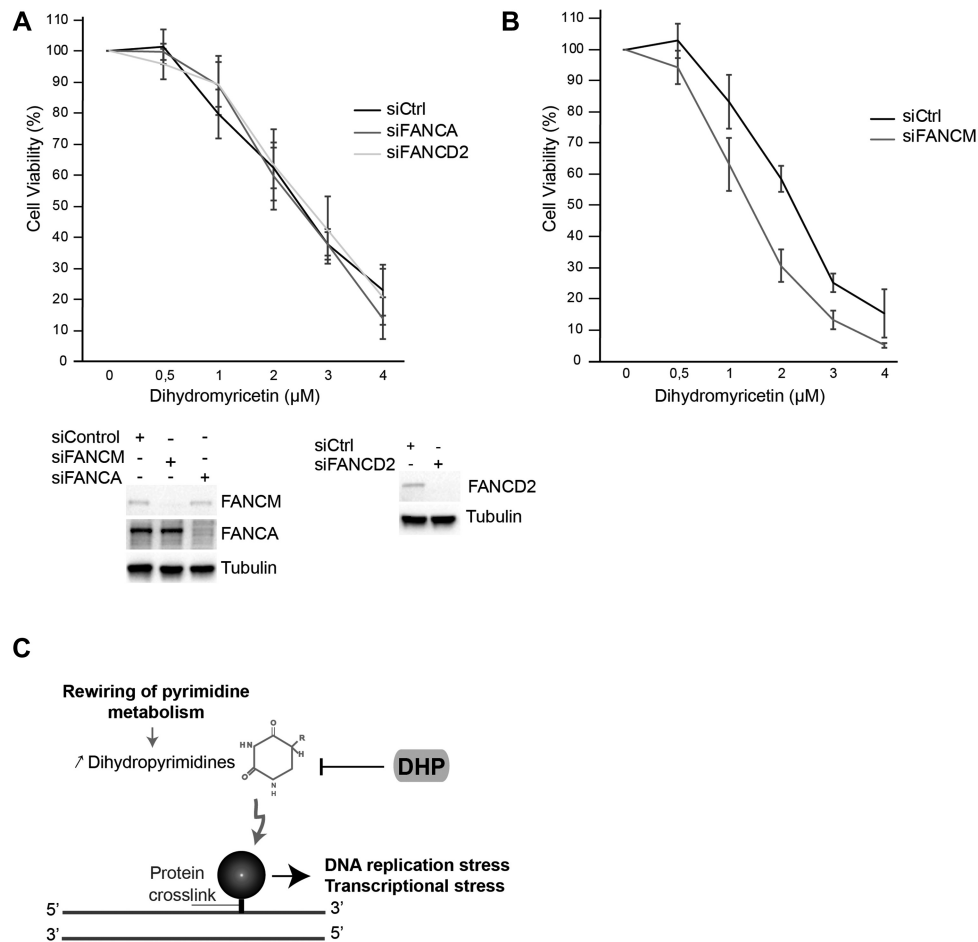 A
110
100
90
80
70
60
50
40
30
20
10
0
Cell Viability (%)
siCtrl
siFANCA
siFANCD2
0 0,5 1 2 3 4
Dihydromyricetin (µM)
B
110
100
90
80
70
60
50
40
30
20
10
0
Cell Viability (%)
siCtrl
siFANCM
0 0,5 1 2 3 4
Dihydromyricetin (µM)
siControl + - -
siFANCM - + -
siFANCA - - +
FANCM
FANCA
Tubulin
siCtrl + -
siFANCD2 - +
FANCD2
Tubulin
C
Rewiring of pyrimidine
metabolism
↗ Dihydropyrimidines
O
R
HN
H
O
N
H
DHP
Protein
crosslink
DNA replication stress
Transcriptional stress
5’ 3’
3’ 5’